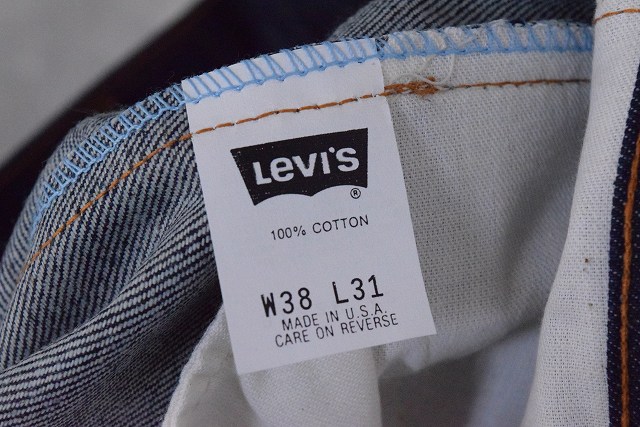 LEVI'S
®
100% COTTON
W38 L31
MADE IN U.S.A.
CARE ON REVERSE